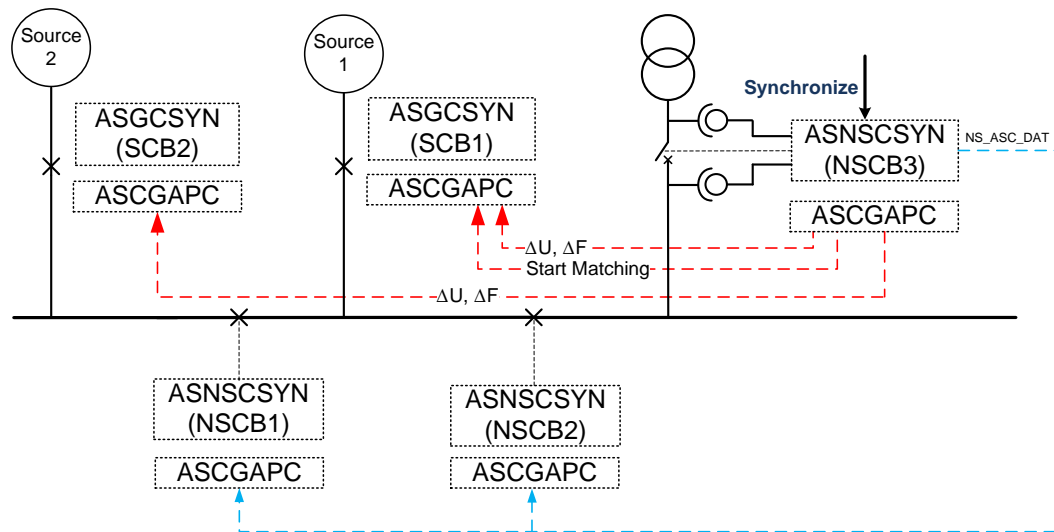 Source
2
Source
1
ASGCSYN
(SCB2)
ASCGAPC
ASGCSYN
(SCB1)
ASCGAPC
Synchronize
ASNSCSYN
(NSCB3)
NS_ASC_DAT
ASCGAPC
ΔU, ΔF
Start Matching
ΔU, ΔF
ASNSCSYN
(NSCB1)
ASCGAPC
ASNSCSYN
(NSCB2)
ASCGAPC